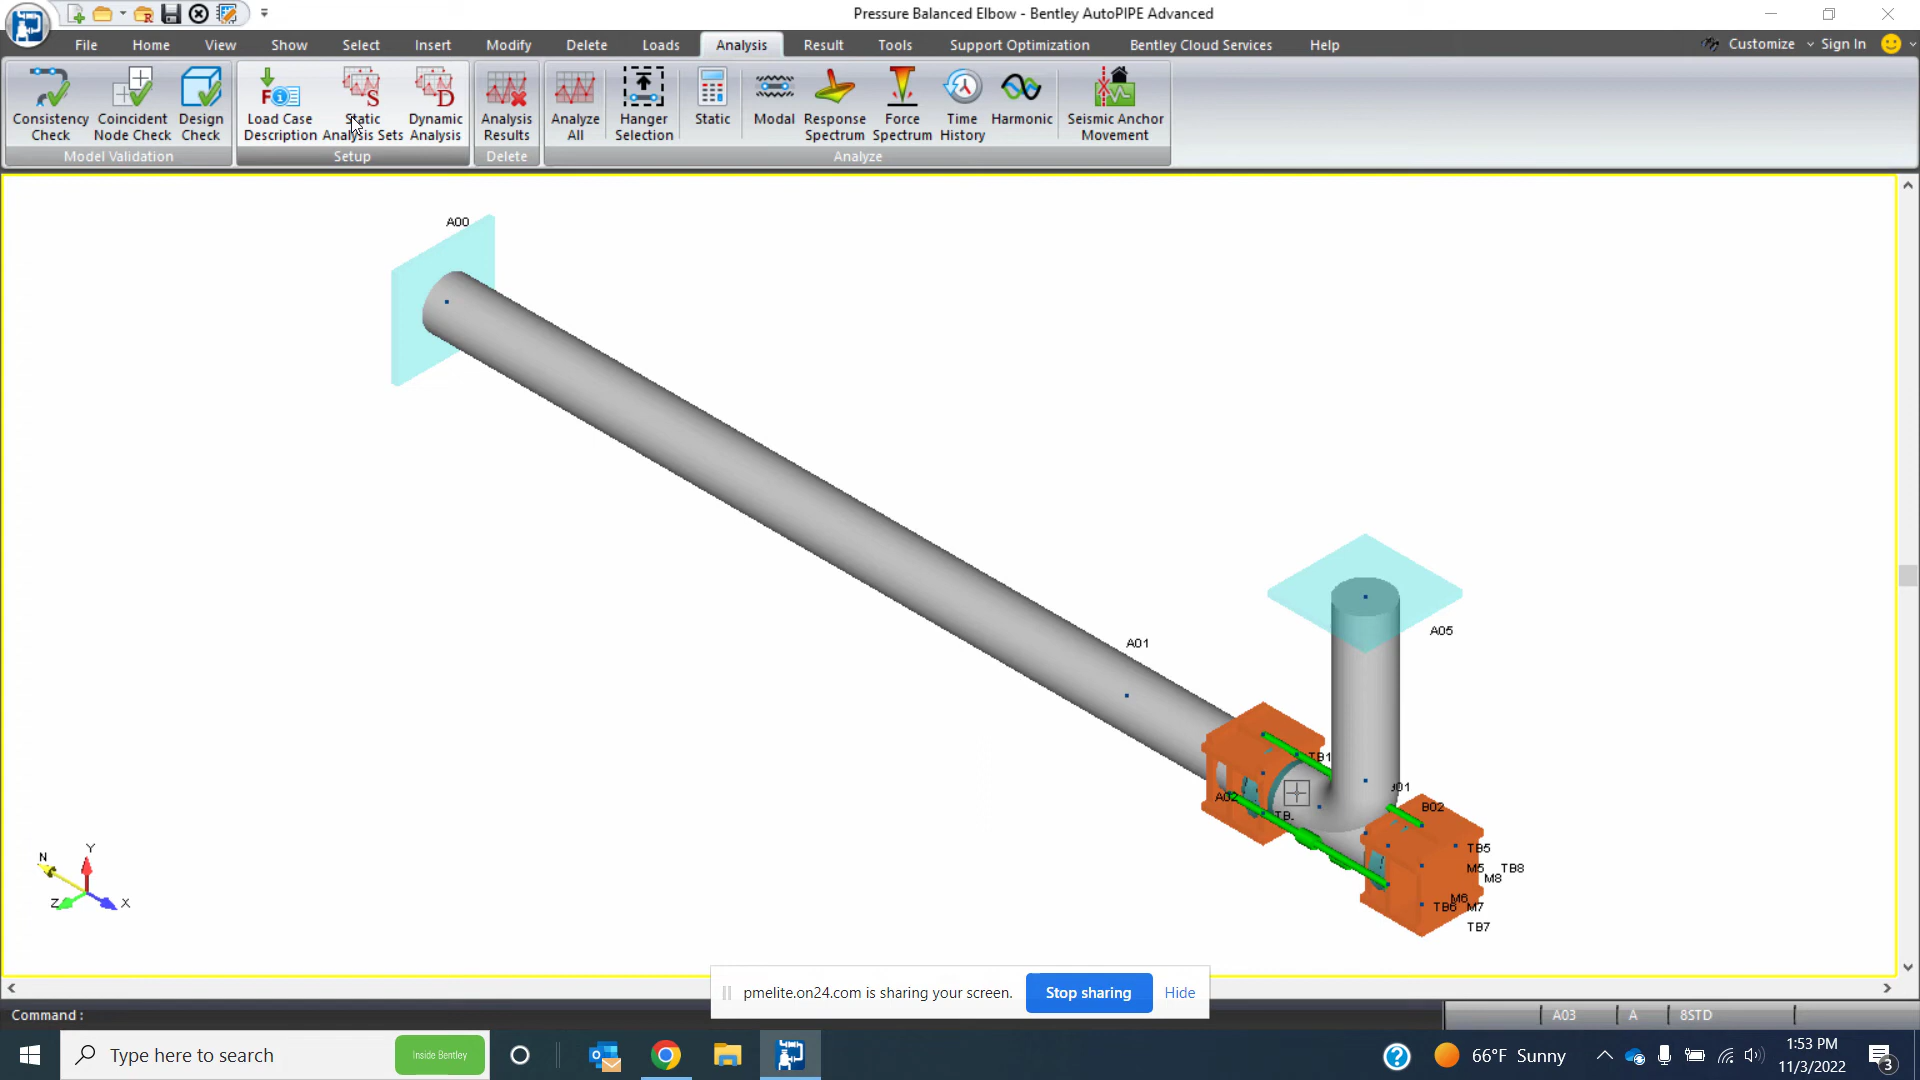 Pressure Balanced Elbow - Bentley AutoPIPE Advanced
File Home View Show Select Insert Modify Delete Loads Analysis Result Tools Support Optimization Bentley Cloud Services Help Customize Sign In
Consistency Check
Coincident Node Check
Design Check
Model Validation
Load Case Description
Static Analysis Sets
Dynamic Analysis
Setup
Analysis Results
Delete
Analyze All
Hanger Selection
Static
Modal
Response Spectrum
Force Spectrum
Time History
Harmonic
Seismic Anchor Movement
Analyze
A00
A05
A01
TB1
A02
B02
TB5
M5 TB8
M8
M6
TB6 M7
TB7
N
Y
Z
X
pmelite.on24.com is sharing your screen. Stop sharing Hide
Command :
A03 A 8STD
Type here to search
Inside Bentley
66°F Sunny
1:53 PM
11/3/2022
3